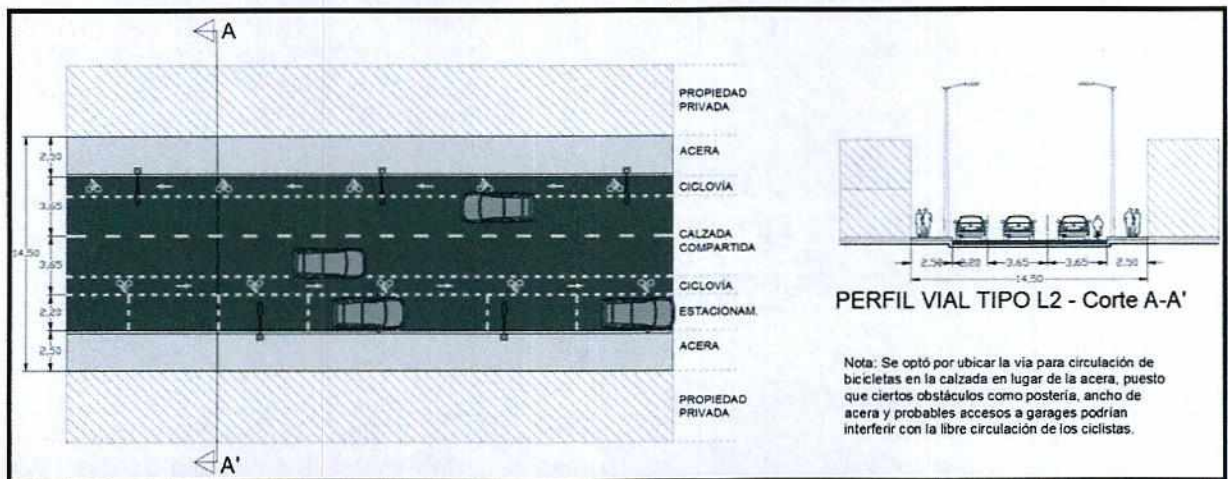 A
PROPIEDAD
PRIVADA
ACERA
CICLOVÍA
CALZADA
COMPARTIDA
CICLOVÍA
ESTACIONAM.
ACERA
PROPIEDAD
PRIVADA
2,50
3,65
3,65
2,20
2,50
14,50
A'
2,50
2,20
3,65
3,65
2,50
14,50
PERFIL VIAL TIPO L2 - Corte A-A'
Nota: Se optó por ubicar la vía para circulación de
bicicletas en la calzada en lugar de la acera, puesto
que ciertos obstáculos como postería, ancho de
acera y probables accesos a garages podrían
interferir con la libre circulación de los ciclistas.